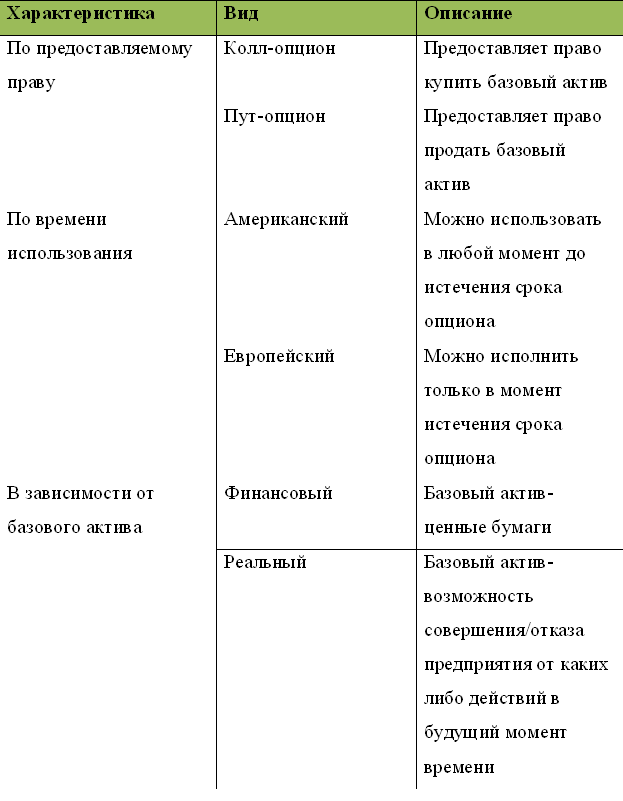 Характеристика Вид Описание
По предоставляемому Колл-опцион Предоставляет право
праву купить базовый актив
Пут-опцион Предоставляет право
продать базовый
актив
По времени Американский Можно использовать
использования в любой момент до
истечения срока
опциона
Европейский Можно исполнить
только в момент
истечения срока
опциона
В зависимости от Финансовый Базовый актив-
базового актива ценные бумаги
Реальный Базовый актив-
возможность
совершения/отказа
предприятия от каких
либо действий в
будущий момент
времени